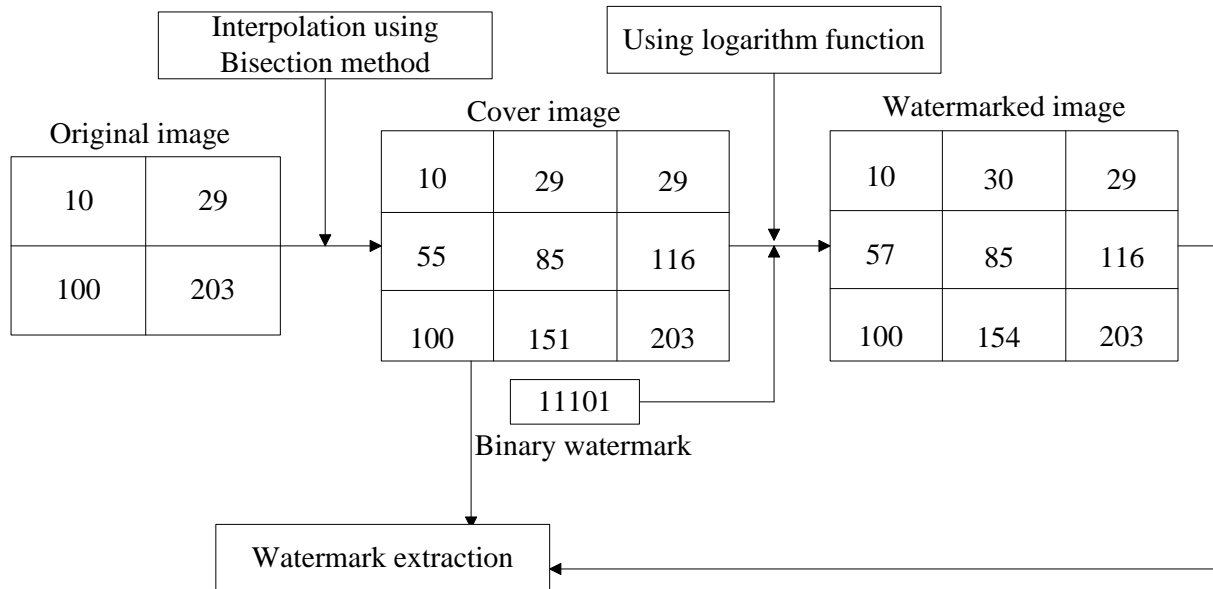 Interpolation using
Bisection method
Using logarithm function
Original image
Cover image
Watermarked image
10 29
100 203
10 29 29
55 85 116
100 151 203
10 30 29
57 85 116
100 154 203
11101
Binary watermark
Watermark extraction